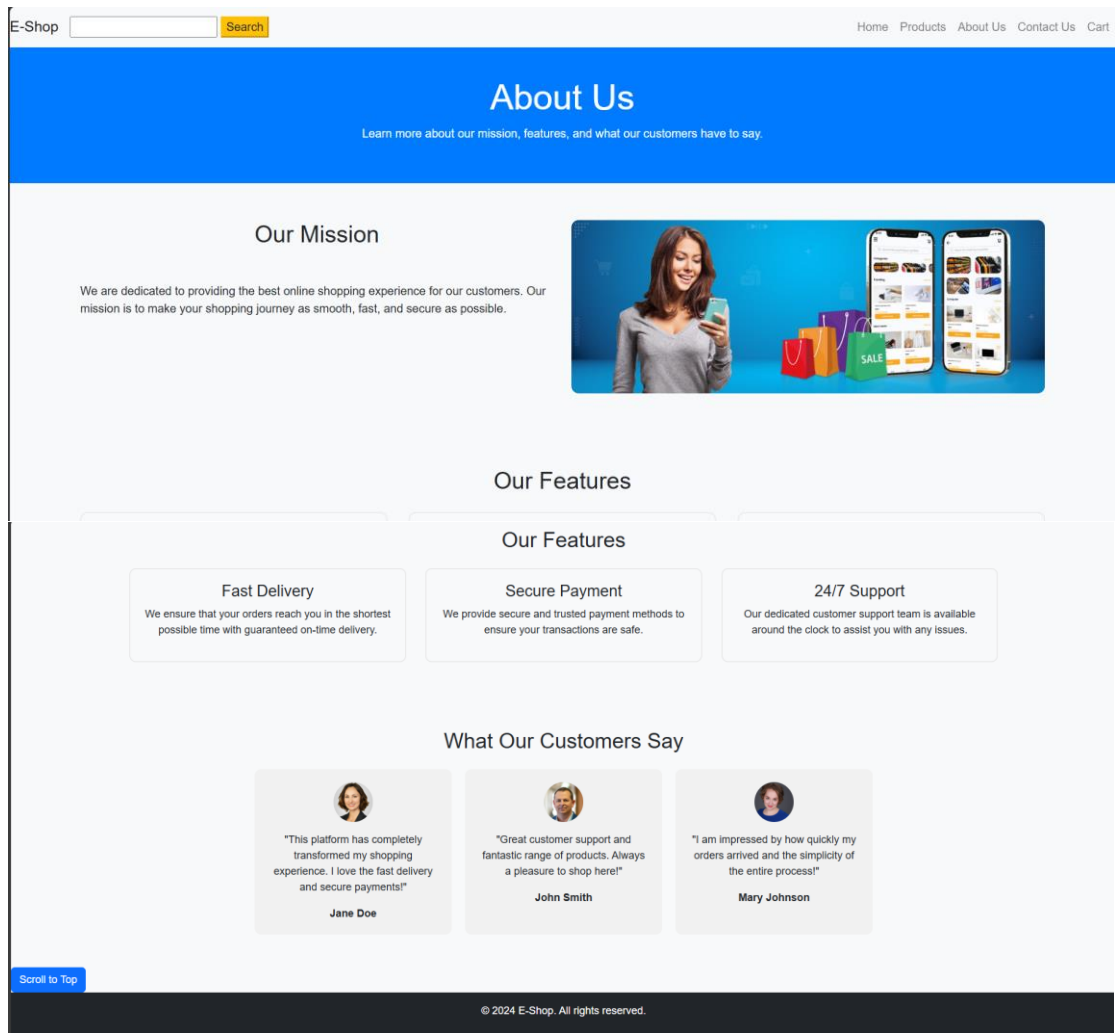 E-Shop Search Home Products About Us Contact Us Cart
About Us
Learn more about our mission, features, and what our customers have to say.
Our Mission
We are dedicated to providing the best online shopping experience for our customers. Our
mission is to make your shopping journey as smooth, fast, and secure as possible.
SALE
Our Features
Our Features
Fast Delivery
We ensure that your orders reach you in the shortest
possible time with guaranteed on-time delivery.
Secure Payment
We provide secure and trusted payment methods to
ensure your transactions are safe.
24/7 Support
Our dedicated customer support team is available
around the clock to assist you with any issues.
What Our Customers Say
"This platform has completely
transformed my shopping
experience. I love the fast delivery
and secure payments!"
Jane Doe
"Great customer support and
fantastic range of products. Always
a pleasure to shop here!"
John Smith
"I am impressed by how quickly my
orders arrived and the simplicity of
the entire process!"
Mary Johnson
Scroll to Top
© 2024 E-Shop. All rights reserved.